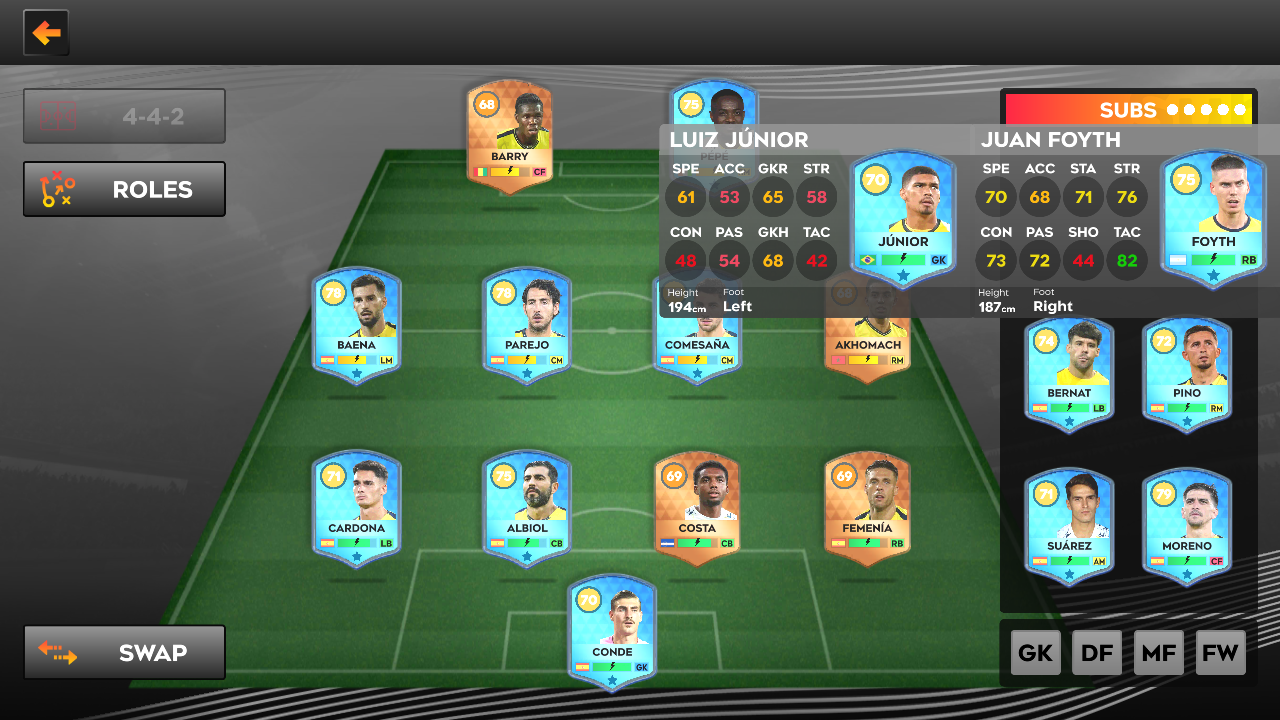 4-4-2
ROLES
SWAP
68
BARRY
CF
75
PÉPÉ
SUBS
LUIZ JÚNIOR
SPE ACC GKR STR
61 53 65 58
CON PAS GKH TAC
48 54 68 42
Height Foot
194cm Left
70
JÚNIOR
GK
JUAN FOYTH
SPE ACC STA STR
70 68 71 76
CON PAS SHO TAC
73 72 44 82
Height Foot
187cm Right
75
FOYTH
RB
78
BAENA
LM
78
PAREJO
CM
COMESAÑA
CM
68
AKHOMACH
RM
74
BERNAT
LB
72
PINO
RM
71
CARDONA
LB
75
ALBIOL
CB
69
COSTA
CB
69
FEMENÍA
RB
71
SUÁREZ
AM
79
MORENO
CF
70
CONDE
GK
GK DF MF FW